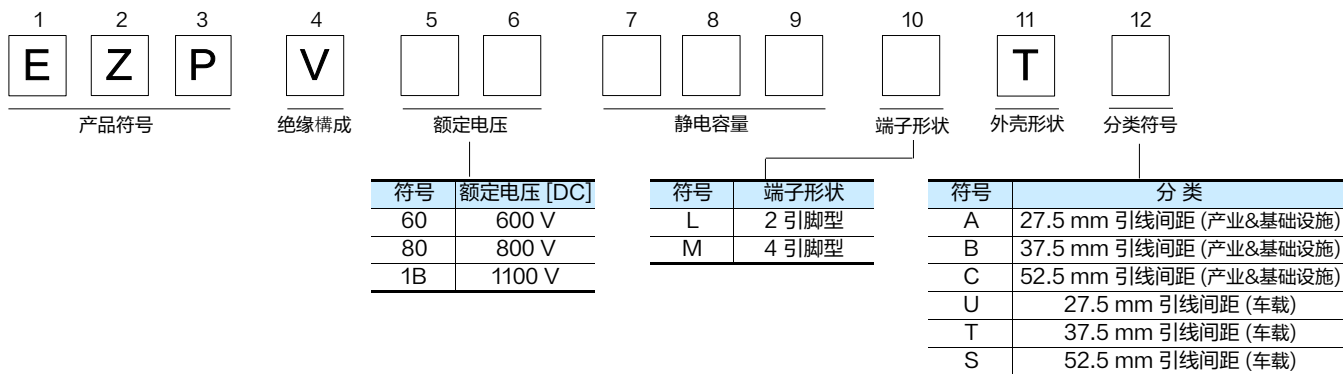 1 2 3 4 5 6 7 8 9 10 11 12
E Z P V T
产品符号 绝缘構成 额定电压 静电容量 端子形状 外壳形状 分类符号
符号 额定电压 [DC]
60 600 V
80 800 V
1B 1100 V
符号 端子形状
L 2 引脚型
M 4 引脚型
符号 分 类
A 27.5 mm 引线间距 (产业&基础设施)
B 37.5 mm 引线间距 (产业&基础设施)
C 52.5 mm 引线间距 (产业&基础设施)
U 27.5 mm 引线间距 (车载)
T 37.5 mm 引线间距 (车载)
S 52.5 mm 引线间距 (车载)